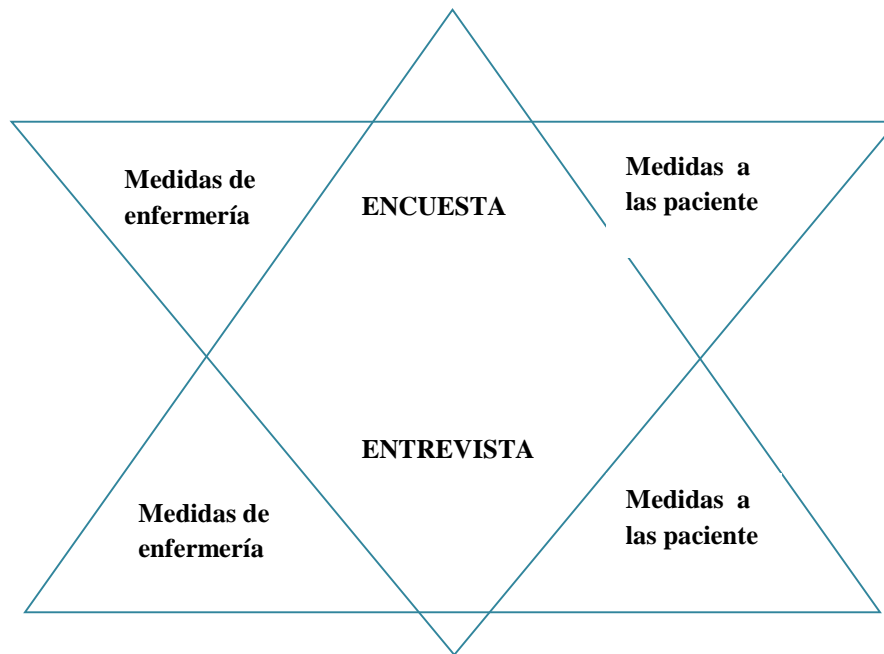 Medidas de
enfermería
ENCUESTA
Medidas a
las paciente
ENTREVISTA
Medidas de
enfermería
Medidas a
las paciente